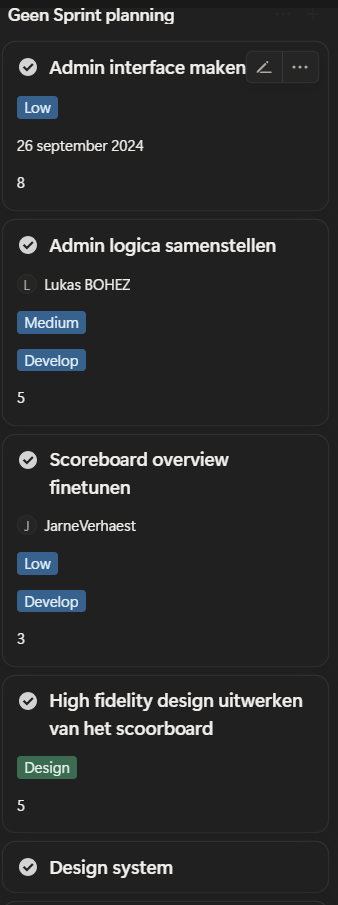 Geen Sprint planning
Admin interface maken
Low
26 september 2024
8
Admin logica samenstellen
L Lukas BOHEZ
Medium
Develop
5
Scoreboard overview
finetunen
J JarneVerhaest
Low
Develop
3
High fidelity design uitwerken
van het scoorboard
Design
5
Design system